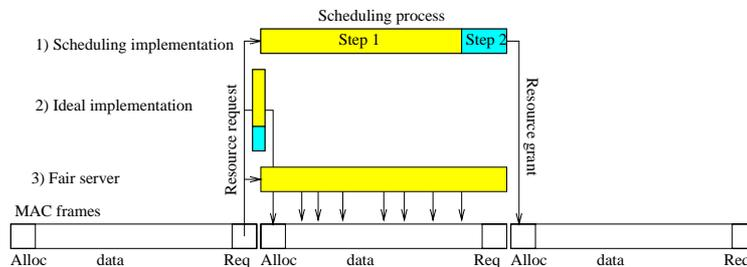 Scheduling process
1) Scheduling implementation
Step 1
Step 2
2) Ideal implementation
Resource request
Resource grant
3) Fair server
MAC frames
Alloc data Req Alloc data Req Alloc data Req